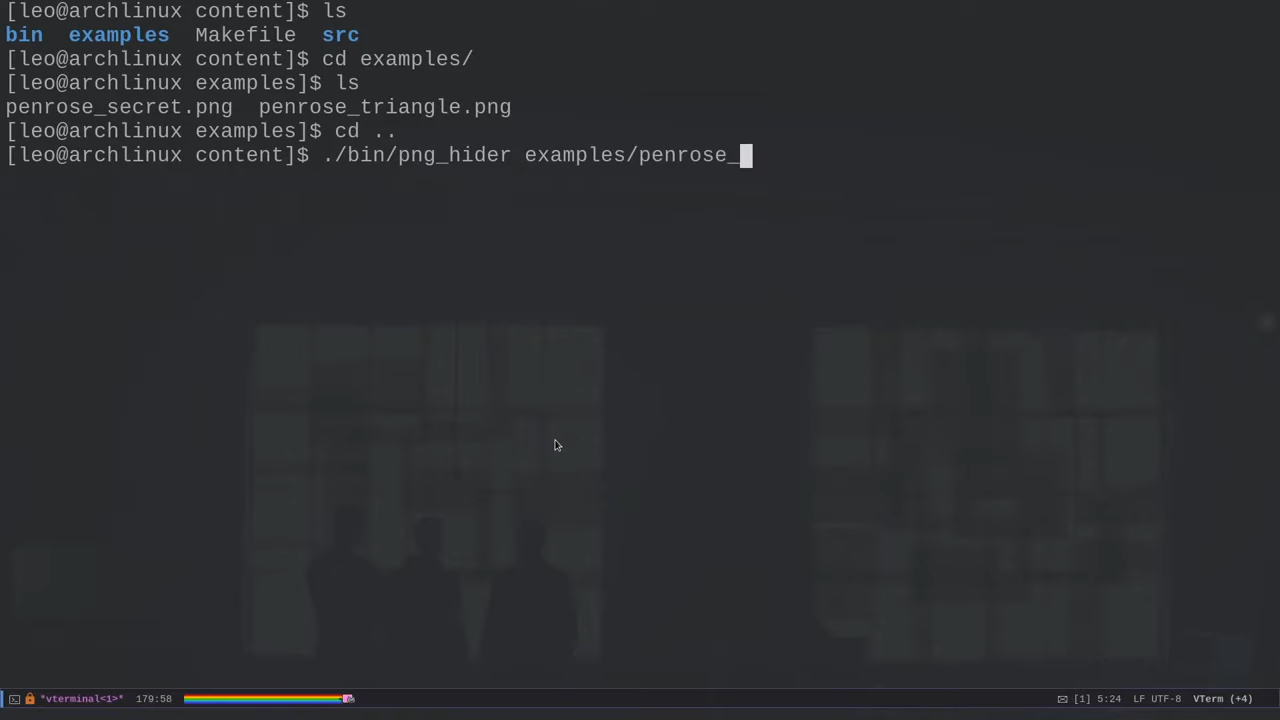 [leo@archlinux content]$ ls
bin  examples  Makefile  src
[leo@archlinux content]$ cd examples/
[leo@archlinux examples]$ ls
penrose_secret.png  penrose_triangle.png
[leo@archlinux examples]$ cd ..
[leo@archlinux content]$ ./bin/png_hider examples/penrose_
*vterminal<1>*  179:58  [1] 5:24  LF UTF-8  VTerm (+4)